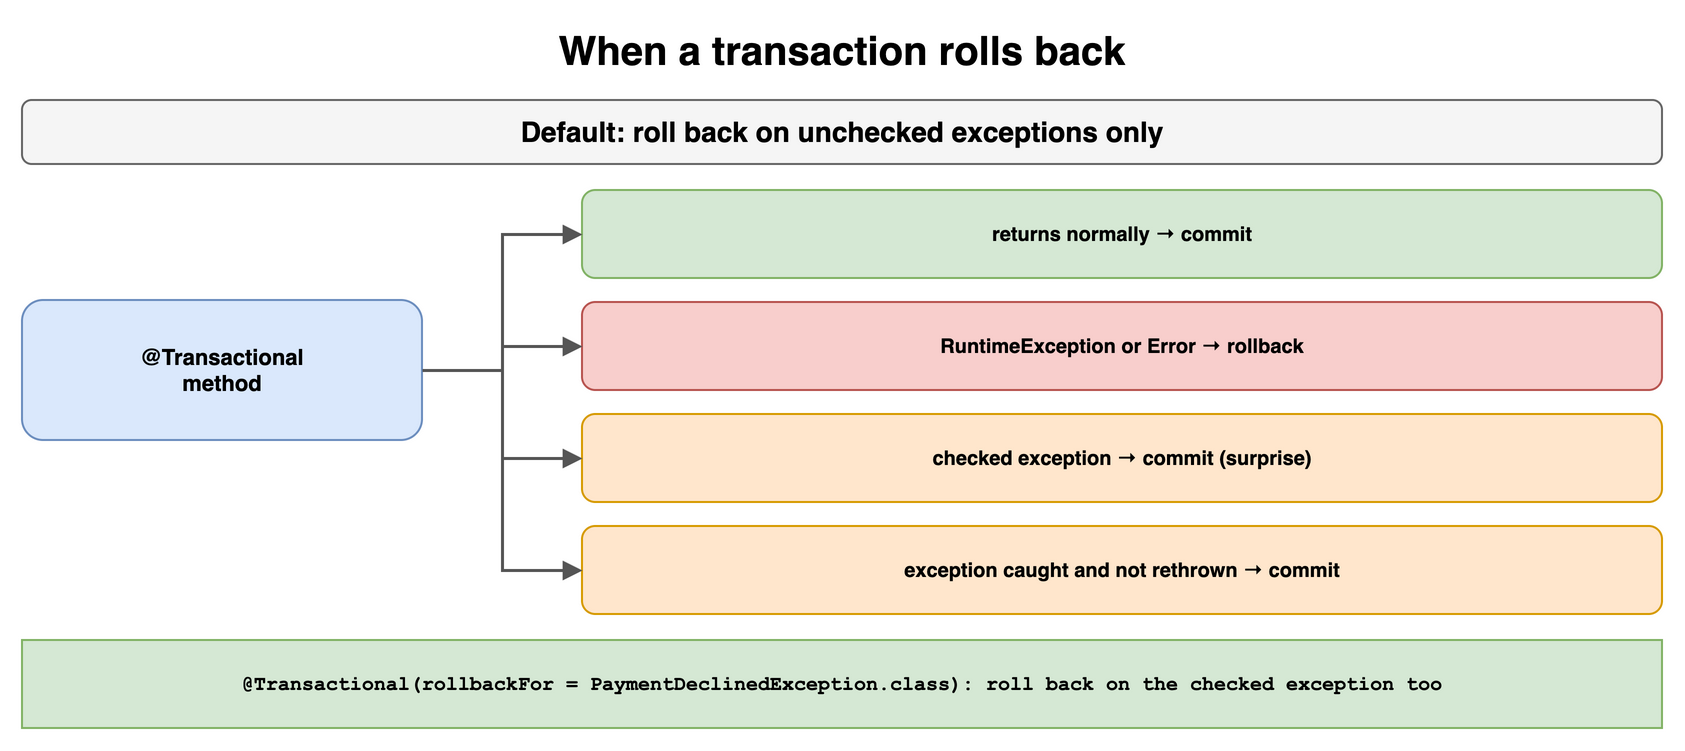 When a transaction rolls back
Default: roll back on unchecked exceptions only
returns normally → commit
RuntimeException or Error → rollback
@Transactional
method
checked exception → commit (surprise)
exception caught and not rethrown → commit
@Transactional(rollbackFor = PaymentDeclinedException.class): roll back on the checked exception too